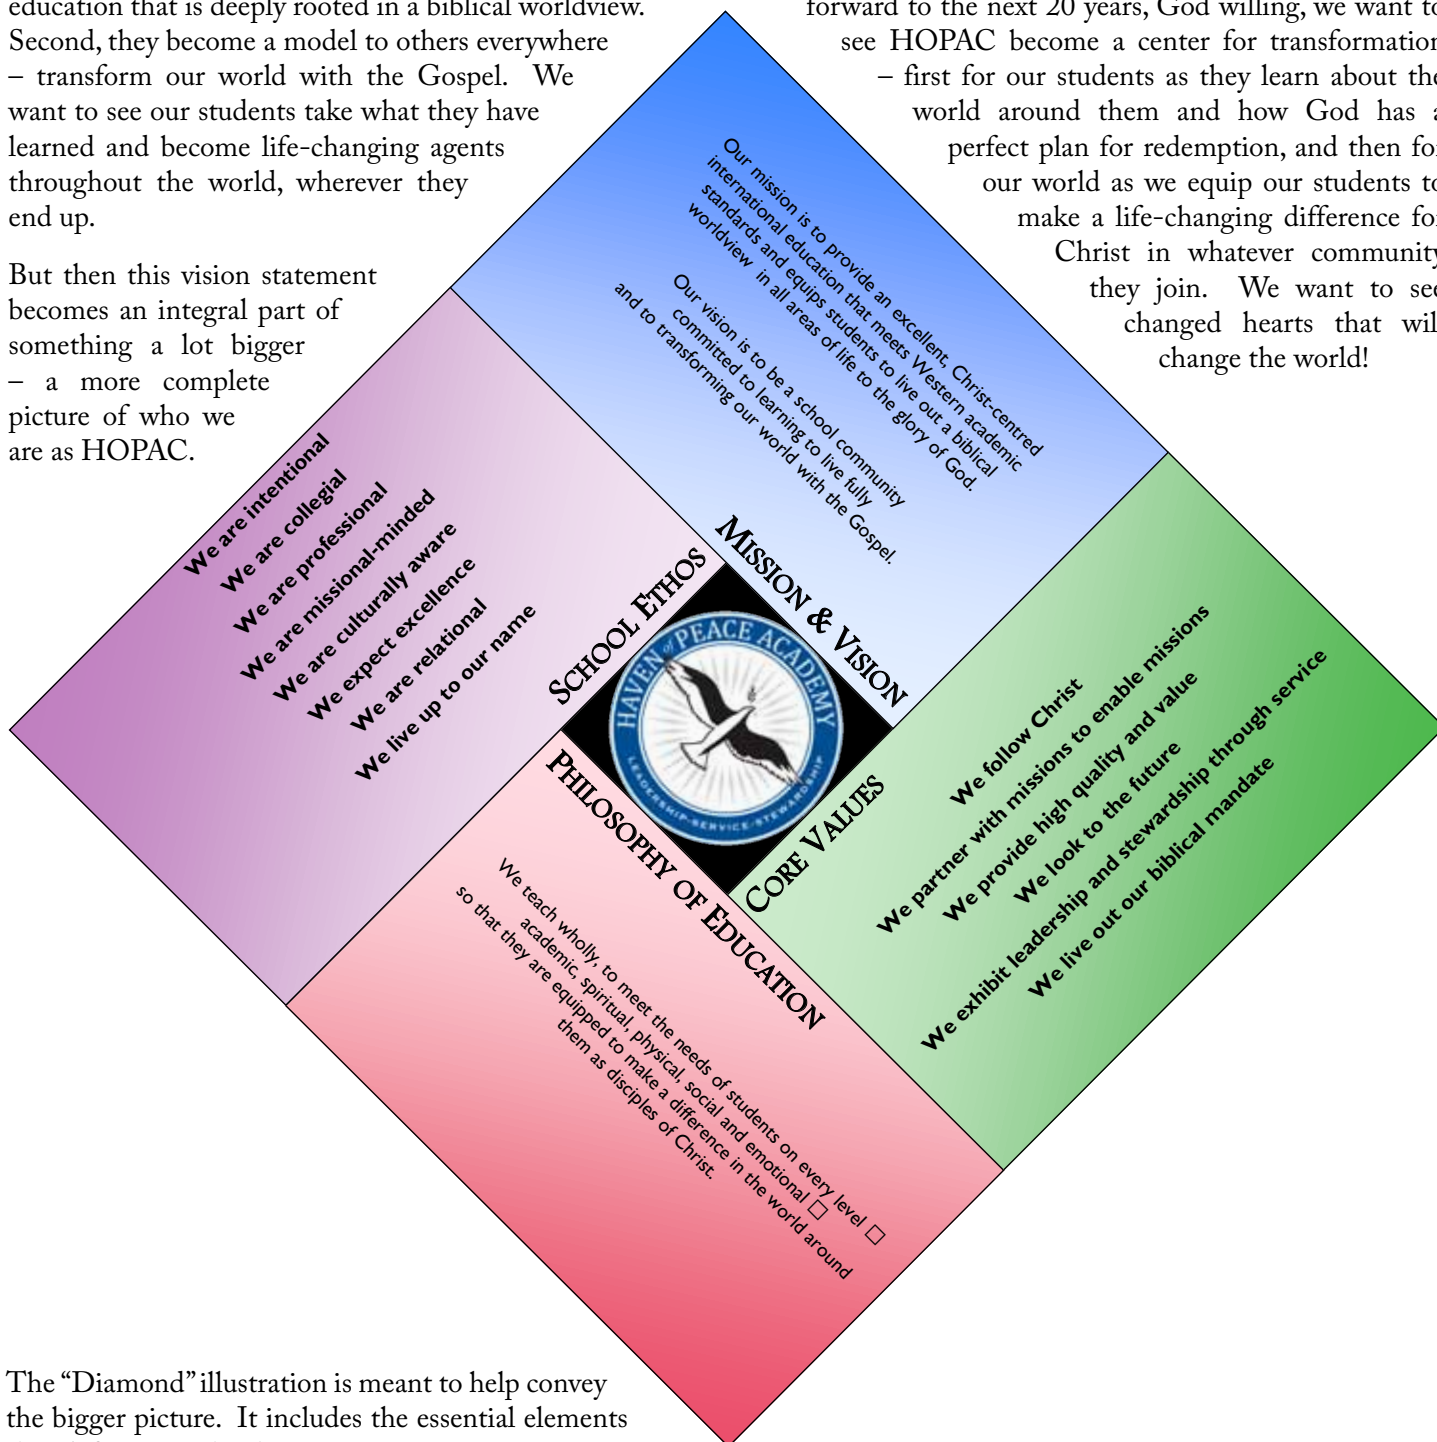 education that is deeply rooted in a biblical worldview.
Second, they become a model to others everywhere
– transform our world with the Gospel. We
want to see our students take what they have
learned and become life-changing agents
throughout the world, wherever they
end up.
But then this vision statement
becomes an integral part of
something a lot bigger
– a more complete
picture of who we
are as HOPAC.
forward to the next 20 years, God willing, we want to
see HOPAC become a center for transformation
– first for our students as they learn about the
world around them and how God has a
perfect plan for redemption, and then for
our world as we equip our students to
make a life-changing difference for
Christ in whatever community
they join. We want to see
changed hearts that will
change the world!
Our mission is to provide an excellent, Christ-centred
international education that meets Western academic
standards and equips students to live out a biblical
worldview in all areas of life to the glory of God.
Our vision is to be a school community
committed to learning to live fully
and to transforming our world with the Gospel.
MISSION & VISION
We are intentional
We are collegial
We are professional
We are missional-minded
We are culturally aware
We expect excellence
We are relational
We live up to our name
SCHOOL ETHOS
HAVEN of PEACE ACADEMY
LEADERSHIP-SERVICE-STEWARDSHIP
CORE VALUES
We follow Christ
We partner with missions to enable missions
We provide high quality and value
We look to the future
We exhibit leadership and stewardship through service
We live out our biblical mandate
PHILOSOPHY OF EDUCATION
We teach wholly, to meet the needs of students on every level □
academic, spiritual, physical, social and emotional □
so that they are equipped to make a difference in the world around
them as disciples of Christ.
The “Diamond” illustration is meant to help convey
the bigger picture. It includes the essential elements